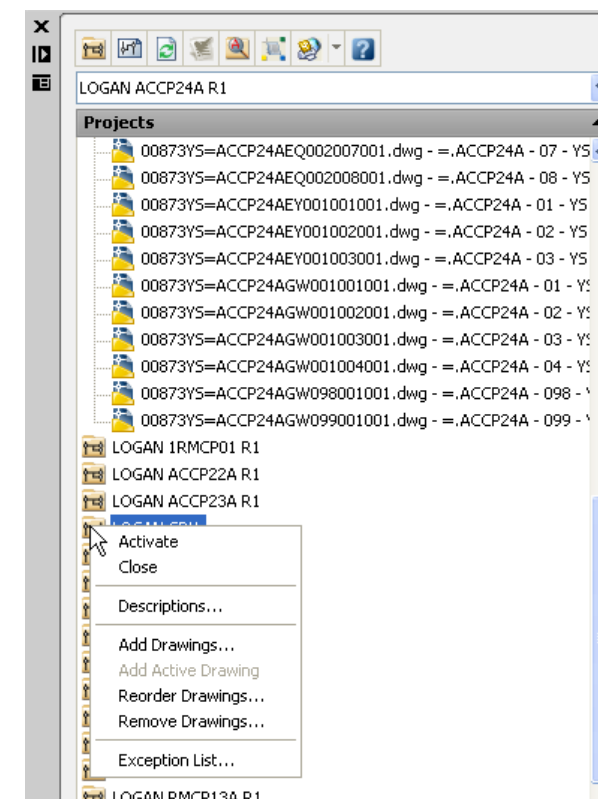 LOGAN ACCP24A R1
Projects
00873YS=ACCP24AEQ002007001.dwg - =.ACCP24A - 07 - YS
00873YS=ACCP24AEQ002008001.dwg - =.ACCP24A - 08 - YS
00873YS=ACCP24AEY001001001.dwg - =.ACCP24A - 01 - YS
00873YS=ACCP24AEY001002001.dwg - =.ACCP24A - 02 - YS
00873YS=ACCP24AEY001003001.dwg - =.ACCP24A - 03 - YS
00873YS=ACCP24AGW001001001.dwg - =.ACCP24A - 01 - YS
00873YS=ACCP24AGW001002001.dwg - =.ACCP24A - 02 - YS
00873YS=ACCP24AGW001003001.dwg - =.ACCP24A - 03 - YS
00873YS=ACCP24AGW001004001.dwg - =.ACCP24A - 04 - YS
00873YS=ACCP24AGW098001001.dwg - =.ACCP24A - 098 -
00873YS=ACCP24AGW099001001.dwg - =.ACCP24A - 099 -
LOGAN 1RMCP01 R1
LOGAN ACCP22A R1
LOGAN ACCP23A R1
LOGAN
Activate
Close
Descriptions...
Add Drawings...
Add Active Drawing
Reorder Drawings...
Remove Drawings...
Exception List...
LOGAN RMCP13A R1